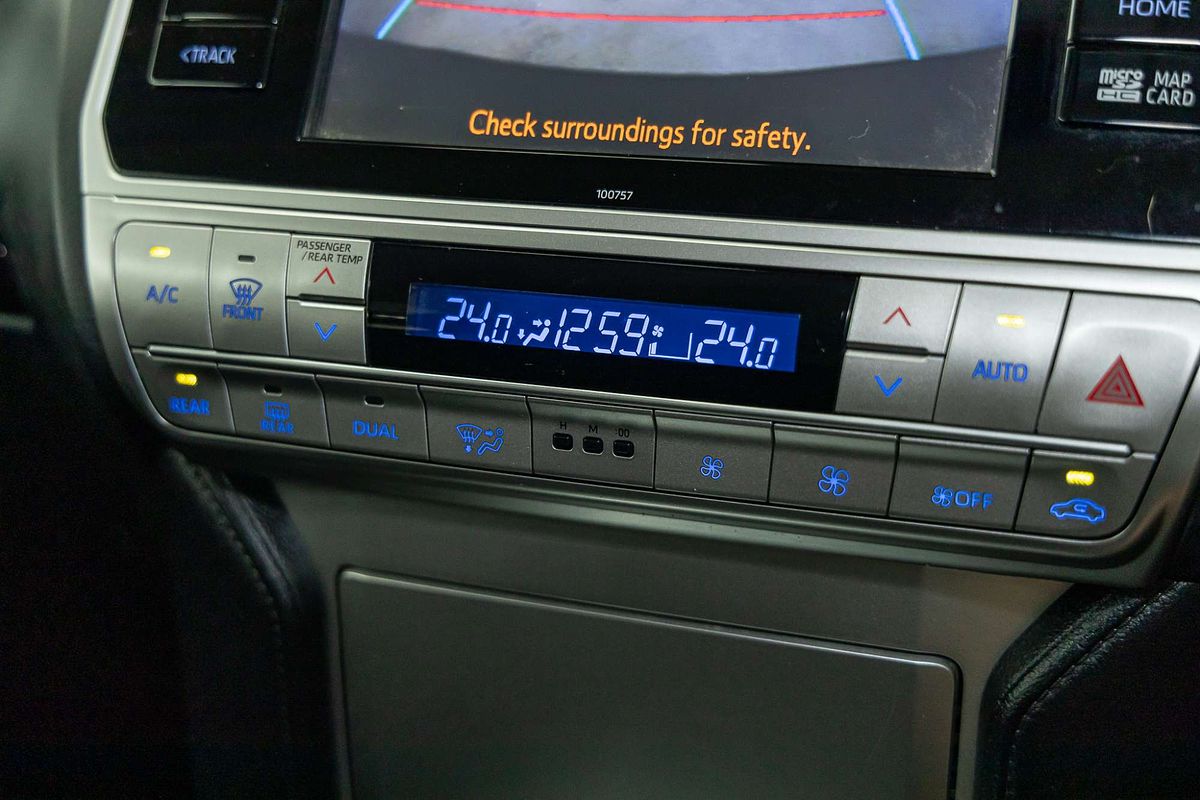 HOME
<TRACK
micro
SD
HC
MAP
CARD
Check surroundings for safety.
100757
PASSENGER
/REAR TEMP
A/C
FRONT
24.0 12 59 24.0
AUTO
REAR
REAR
DUAL
H M :00
OFF